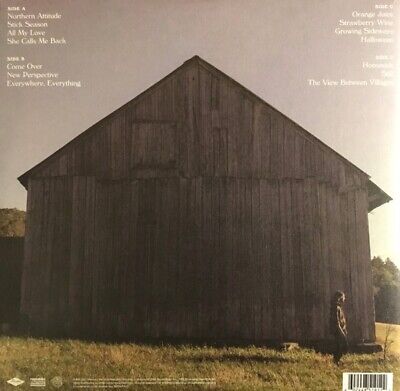 SIDE A
Northern Attitude
Stick Season
All My Love
She Calls Me Back
SIDE B
Come Over
New Perspective
Everywhere, Everything
SIDE C
Orange Juice
Strawberry Wine
Growing Sideways
Halloween
SIDE D
Homesick
Still
The View Between Villages